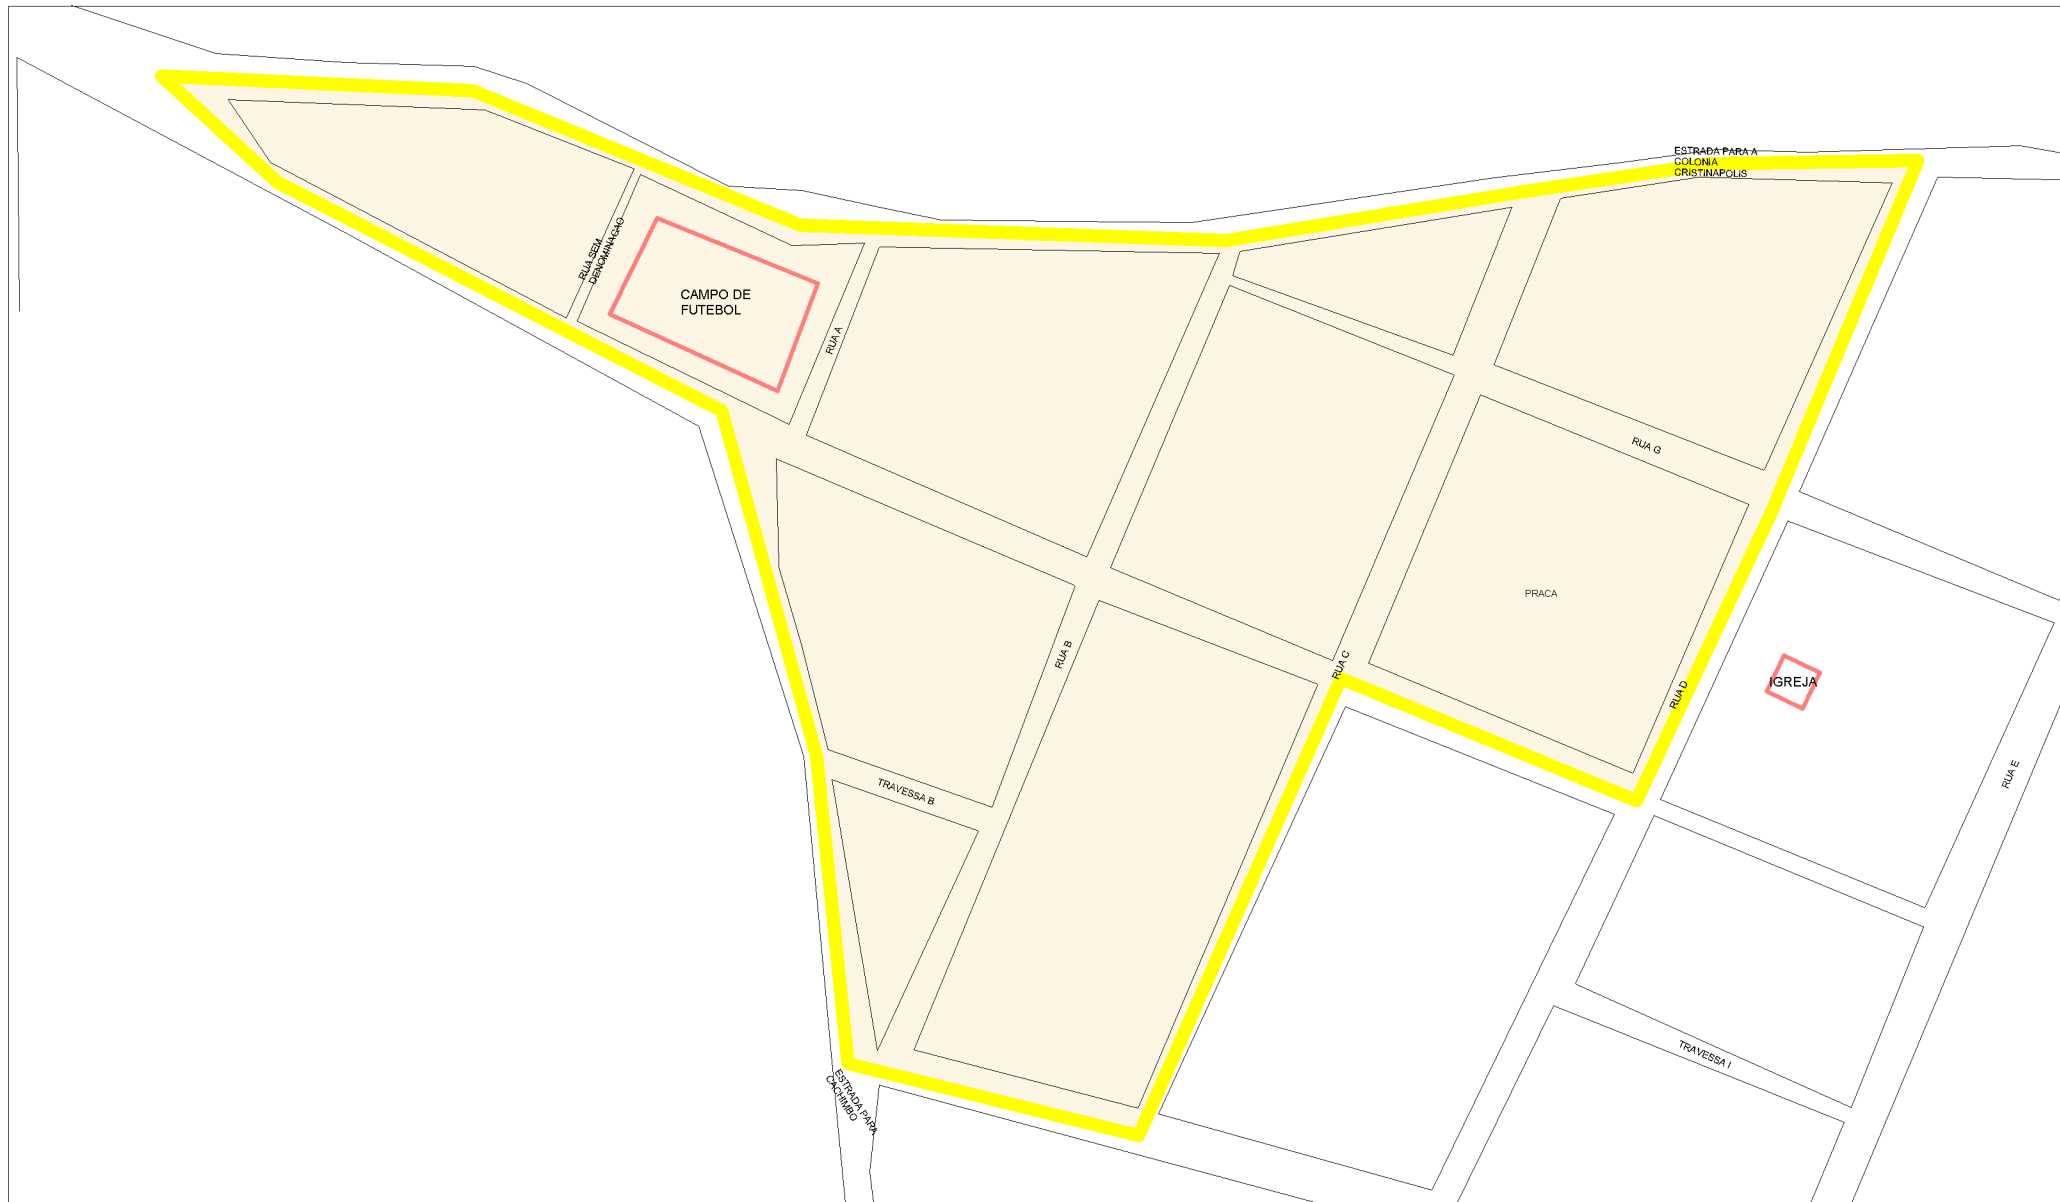 ESTRADA PARA A
COLONIA
CRISTINAPOLIS
RUA SEM
DENOMINACAO
CAMPO DE
FUTEBOL
RUA A
RUA G
PRACA
RUA B
RUA C
RUA D
IGREJA
RUA E
TRAVESSA B
TRAVESSA I
ESTRADA PARA
CACHIMBO